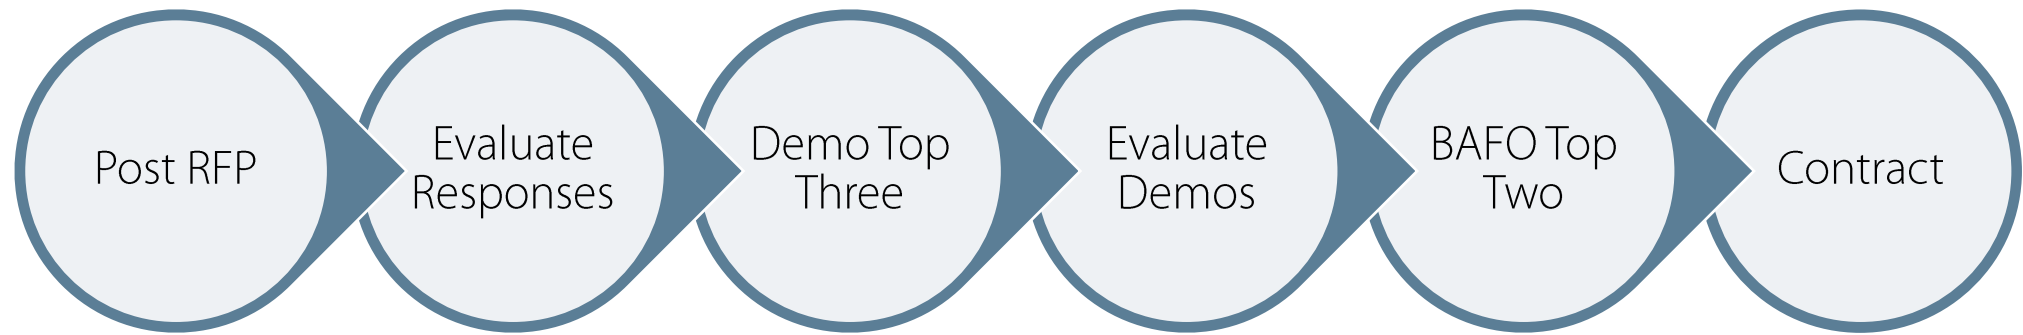 Post RFP
Evaluate
Responses
Demo Top
Three
Evaluate
Demos
BAFO Top
Two
Contract